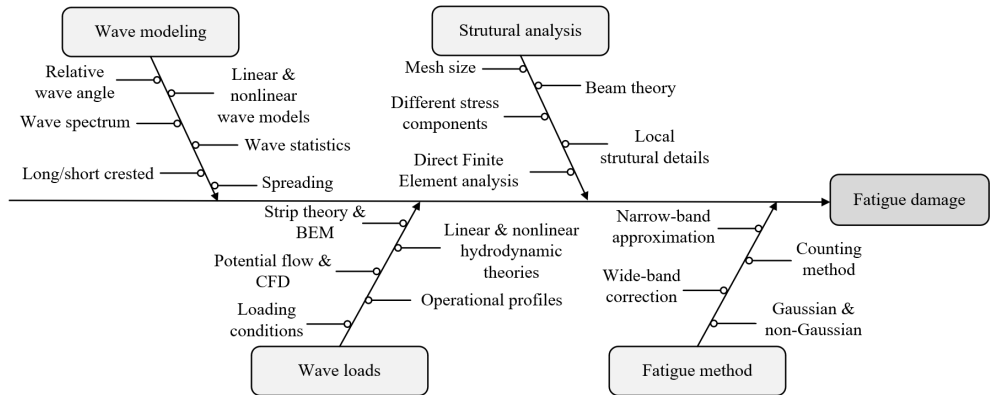 Wave modeling
Relative
wave angle
Linear &
nonlinear
wave models
Wave spectrum
Wave statistics
Long/short crested
Spreading
Strutural analysis
Mesh size
Beam theory
Different stress
components
Local
strutural details
Direct Finite
Element analysis
Fatigue damage
Strip theory &
BEM
Linear & nonlinear
hydrodynamic
theories
Potential flow &
CFD
Operational profiles
Loading
conditions
Wave loads
Narrow-band
approximation
Counting
method
Wide-band
correction
Gaussian &
non-Gaussian
Fatigue method